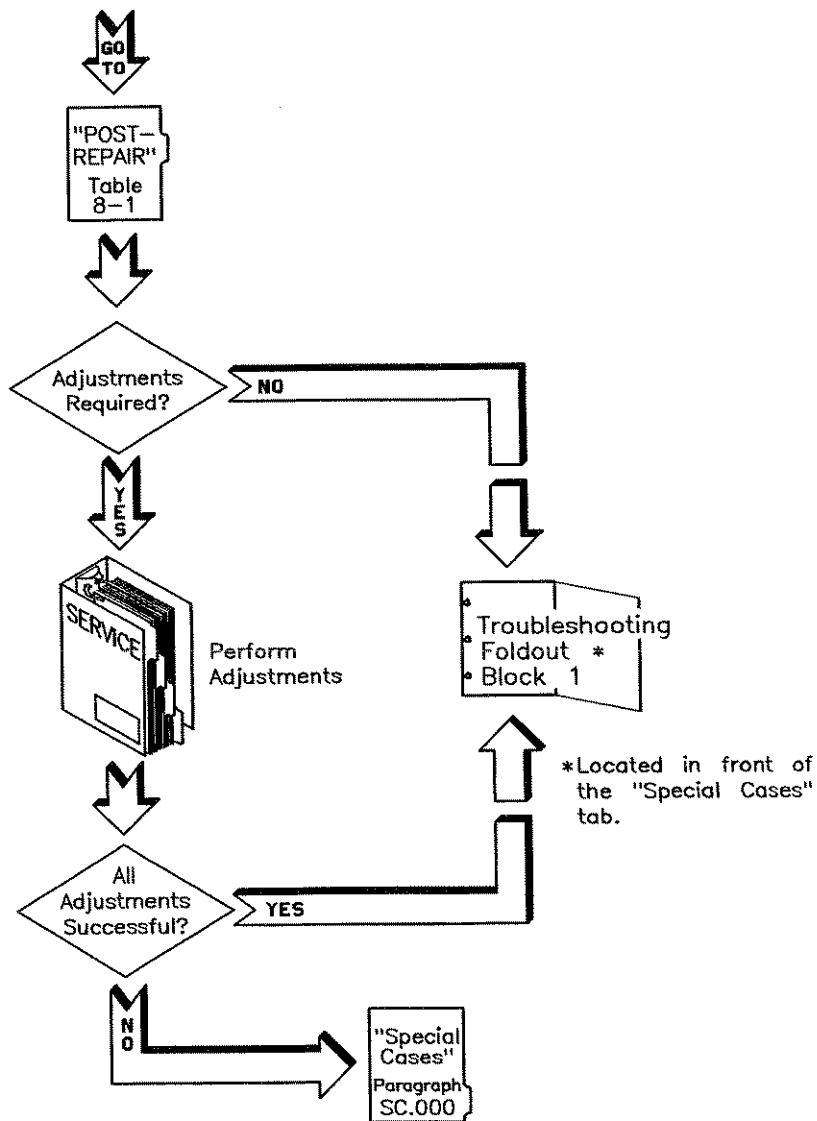 GO
TO
"POST-
REPAIR"
Table
8-1
Adjustments
Required?
NO
YES
SERVICE
Perform
Adjustments
Troubleshooting
Foldout *
Block 1
*Located in front of
the "Special Cases"
tab.
All
Adjustments
Successful?
YES
NO
"Special
Cases"
Paragraph
SC.000